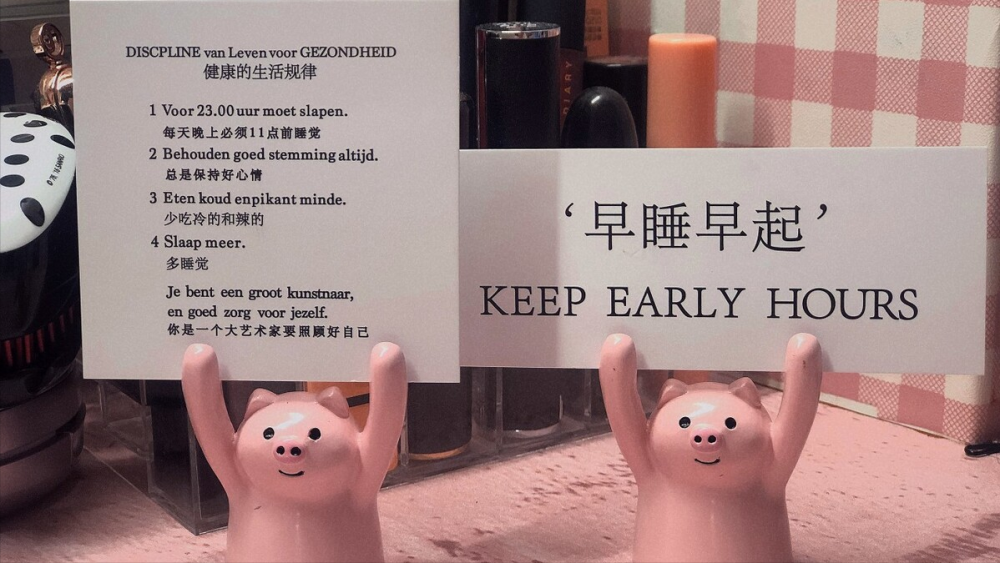 DISCPLINE van Leven voor GEZONDHEID
健康的生活规律
1 Voor 23.00 uur moet slapen.
每天晚上必须11点前睡觉
2 Behouden goed stemming altijd.
总是保持好心情
3 Eten koud enpikant minde.
少吃冷的和辣的
4 Slaap meer.
多睡觉
Je bent een groot kunstnaar,
en goed zorg voor jezelf.
你是一个大艺术家要照顾好自己
‘早睡早起’
KEEP EARLY HOURS